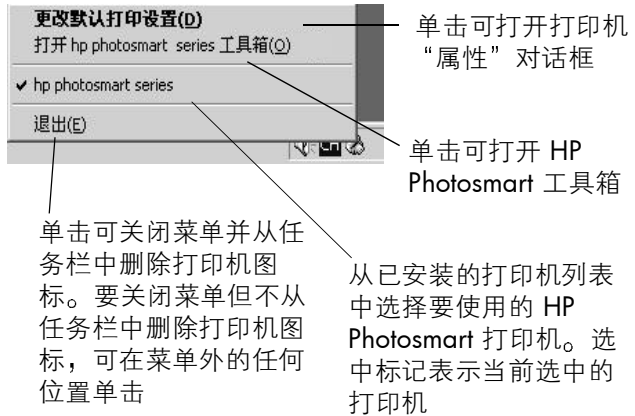 更改默认打印设置(D)
打开 hp photosmart series 工具箱(O)
✔ hp photosmart series
退出(E)
En
单击可打开打印机
“属性”对话框
单击可打开 HP
Photosmart 工具箱
单击可关闭菜单并从任
务栏中删除打印机图
标。要关闭菜单但不从
任务栏中删除打印机图
标，可在菜单外的任何
位置单击
从已安装的打印机列表
中选择要使用的 HP
Photosmart 打印机。选
中标记表示当前选中的
打印机